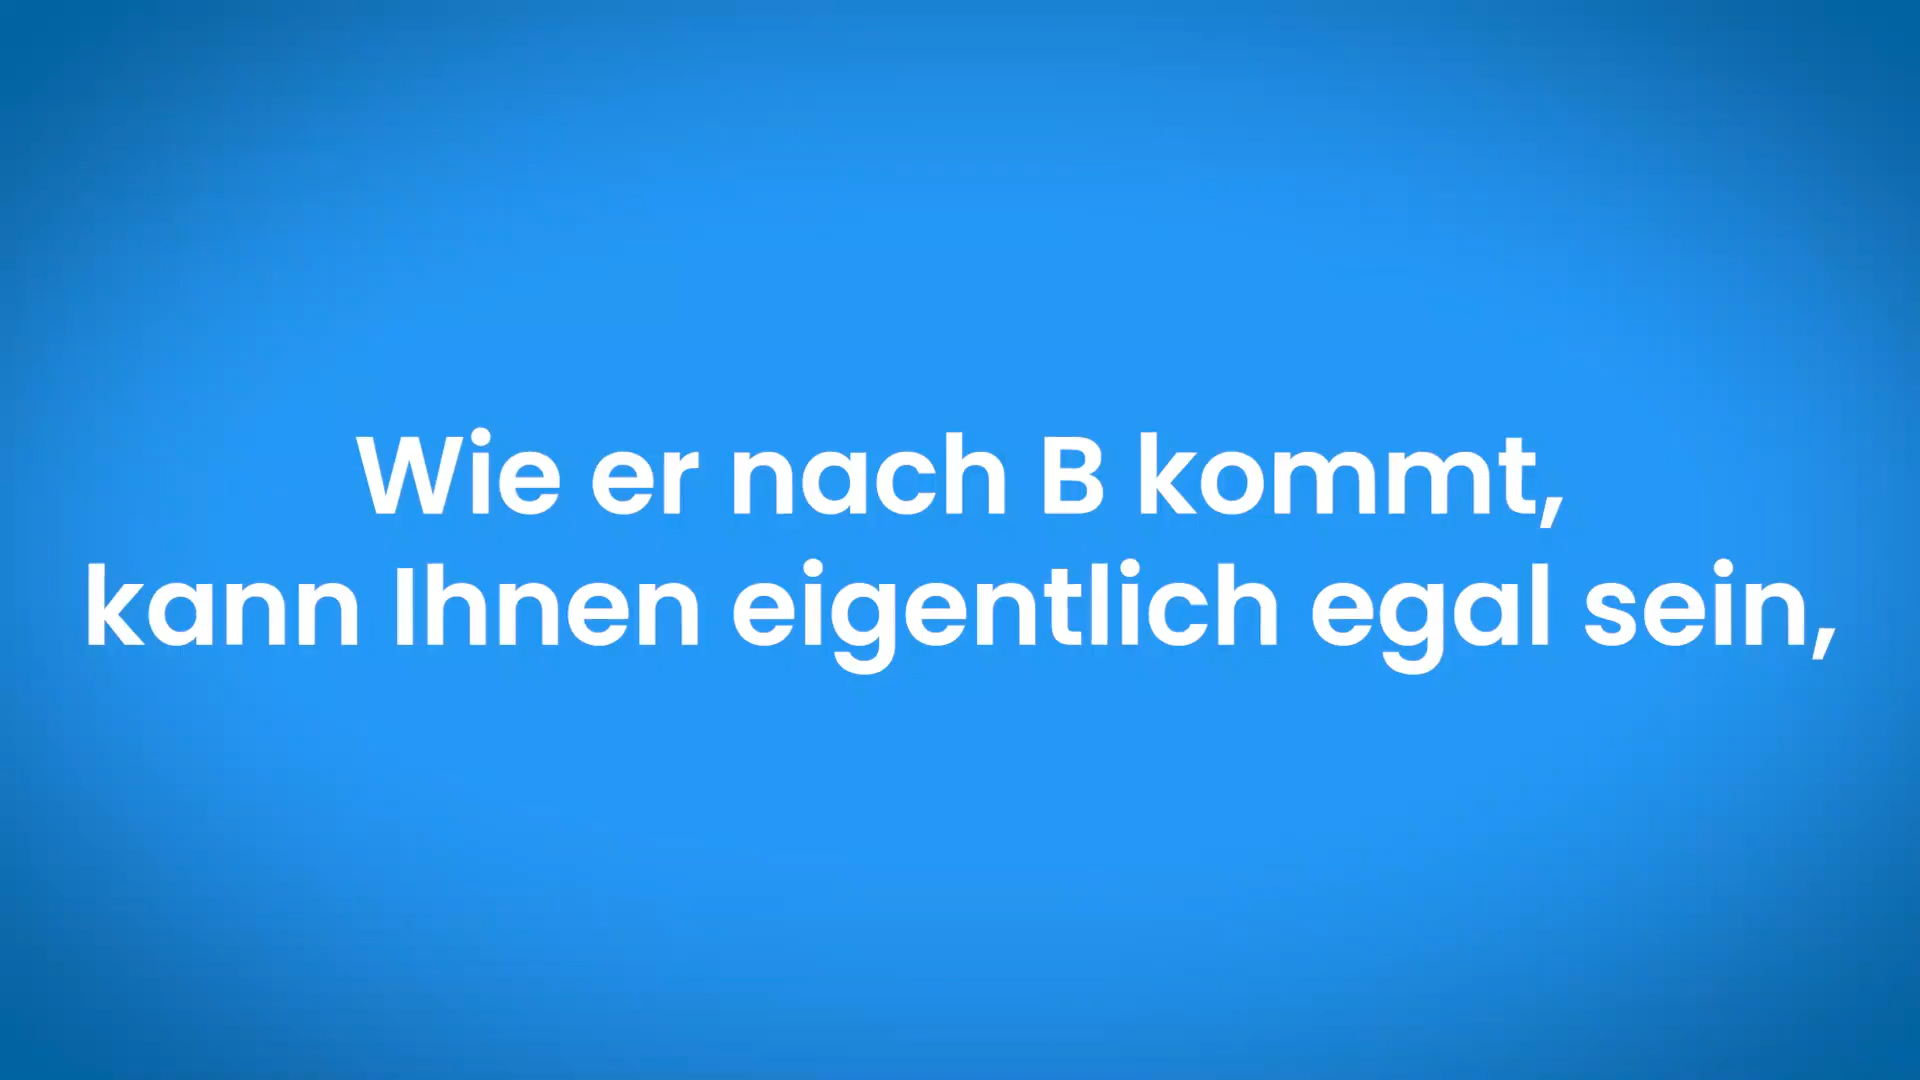 Wie er nach B kommt,
kann Ihnen eigentlich egal sein,